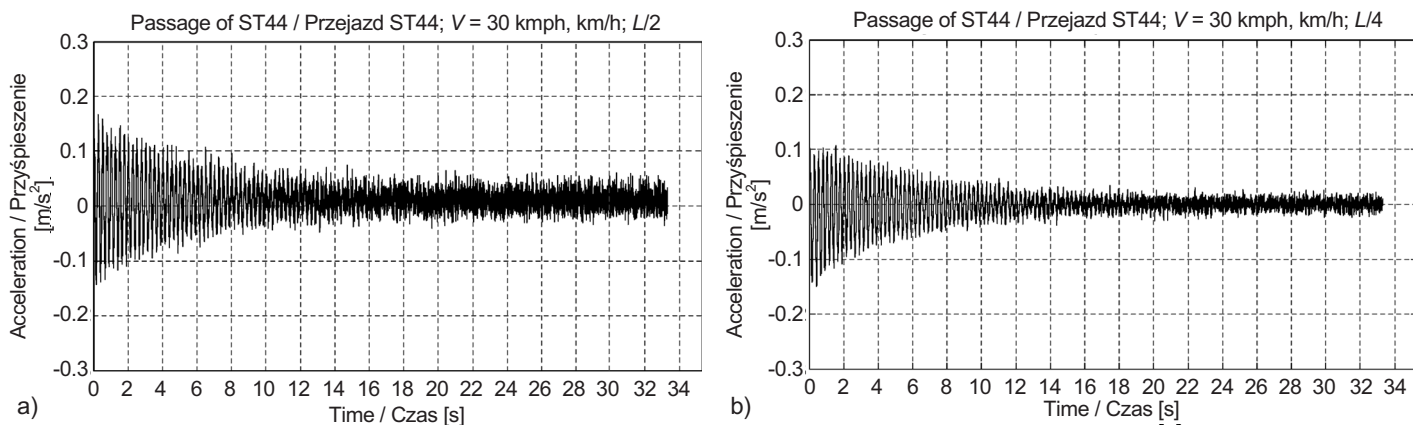 Passage of ST44 / Przejazd ST44; V = 30 kmph, km/h; L/2
Acceleration / Przyśpieszenie
[m/s²]
0.3
0.2
0.1
0
-0.1
-0.2
-0.3
0 2 4 6 8 10 12 14 16 18 20 22 24 26 28 30 32 34
Time / Czas [s]
a)
Passage of ST44 / Przejazd ST44; V = 30 kmph, km/h; L/4
Acceleration / Przyśpieszenie
[m/s²]
0.3
0.2
0.1
0
-0.1
-0.2
-0.3
0 2 4 6 8 10 12 14 16 18 20 22 24 26 28 30 32 34
Time / Czas [s]
b)